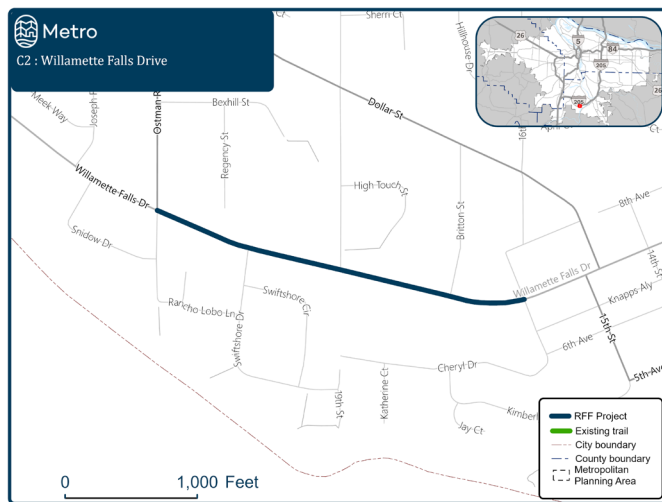 Metro
C2 : Willamette Falls Drive
Sherri Ct
Hillhouse Dr
26
5
84
205
205
26
Meek Way
Joseph F
Ostman R
Bexhill St
Regency St
Dollar St
16th
Ct
Willamette Falls Dr
High Touch St
Britton St
8th Ave
14th St
Snidow Dr
Willamette Falls Dr
Knapps Aly
Rancho Lobo Ln
Swiftshore Dr
Swiftshore Cir
15th St
6th Ave
5th Ave
19th St
Katherine Ct
Cheryl Dr
Jay Ct
Kimberl
RFF Project
Existing trail
City boundary
County boundary
Metropolitan
Planning Area
0
1,000 Feet